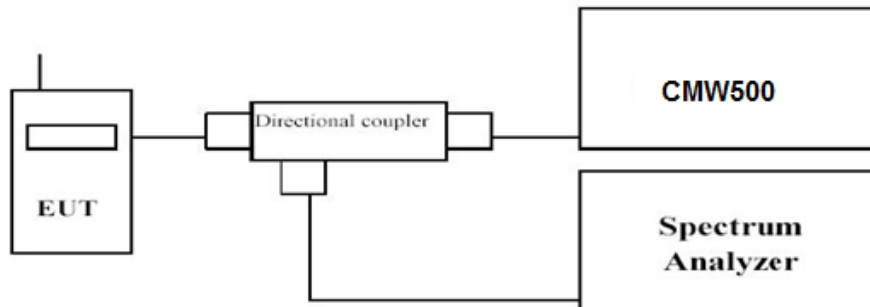 CMW500
Directional coupler
EUT
Spectrum
Analyzer